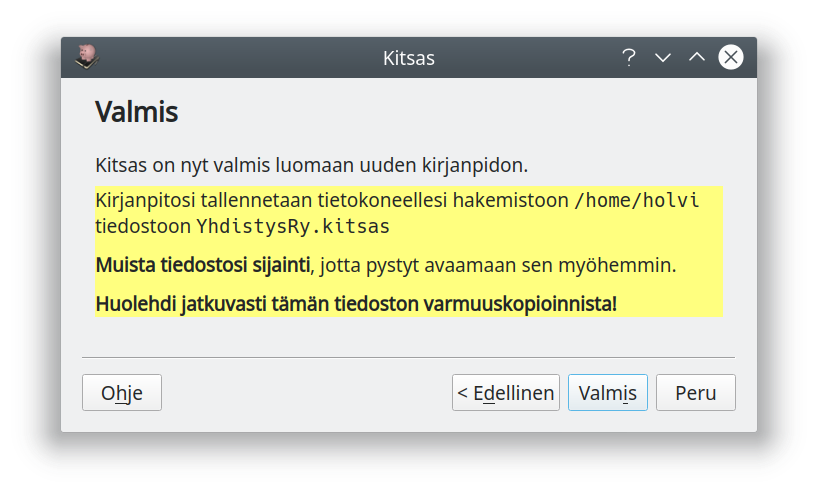 Kitsas
?
Valmis
Kitsas on nyt valmis luomaan uuden kirjanpidon.
Kirjanpitosi tallennetaan tietokoneellesi hakemistoon /home/holvi
tiedostoon YhdistysRy.kitsas
Muista tiedostosi sijainti, jotta pystyt avaamaan sen myöhemmin.
Huolehdi jatkuvasti tämän tiedoston varmuuskopioinnista!
Ohje < Edellinen Valmis Peru